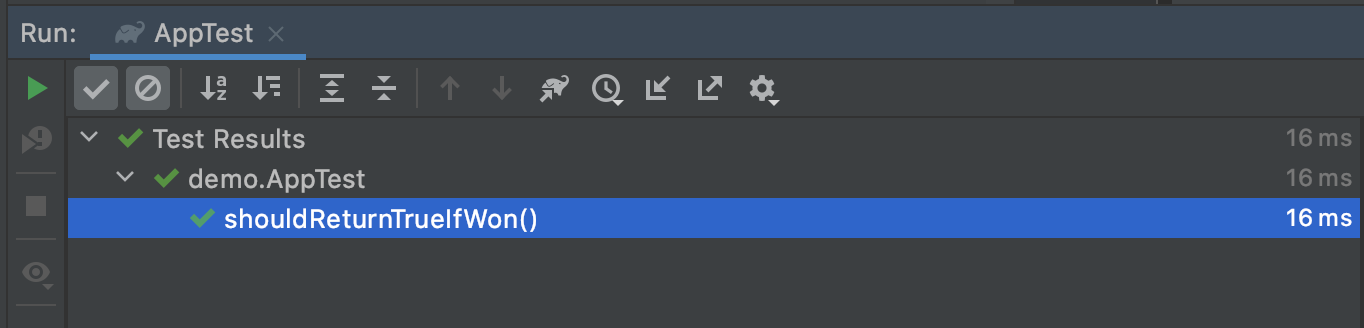 Run: AppTest
Test Results 16 ms
demo.AppTest 16 ms
shouldReturnTrueIfWon() 16 ms